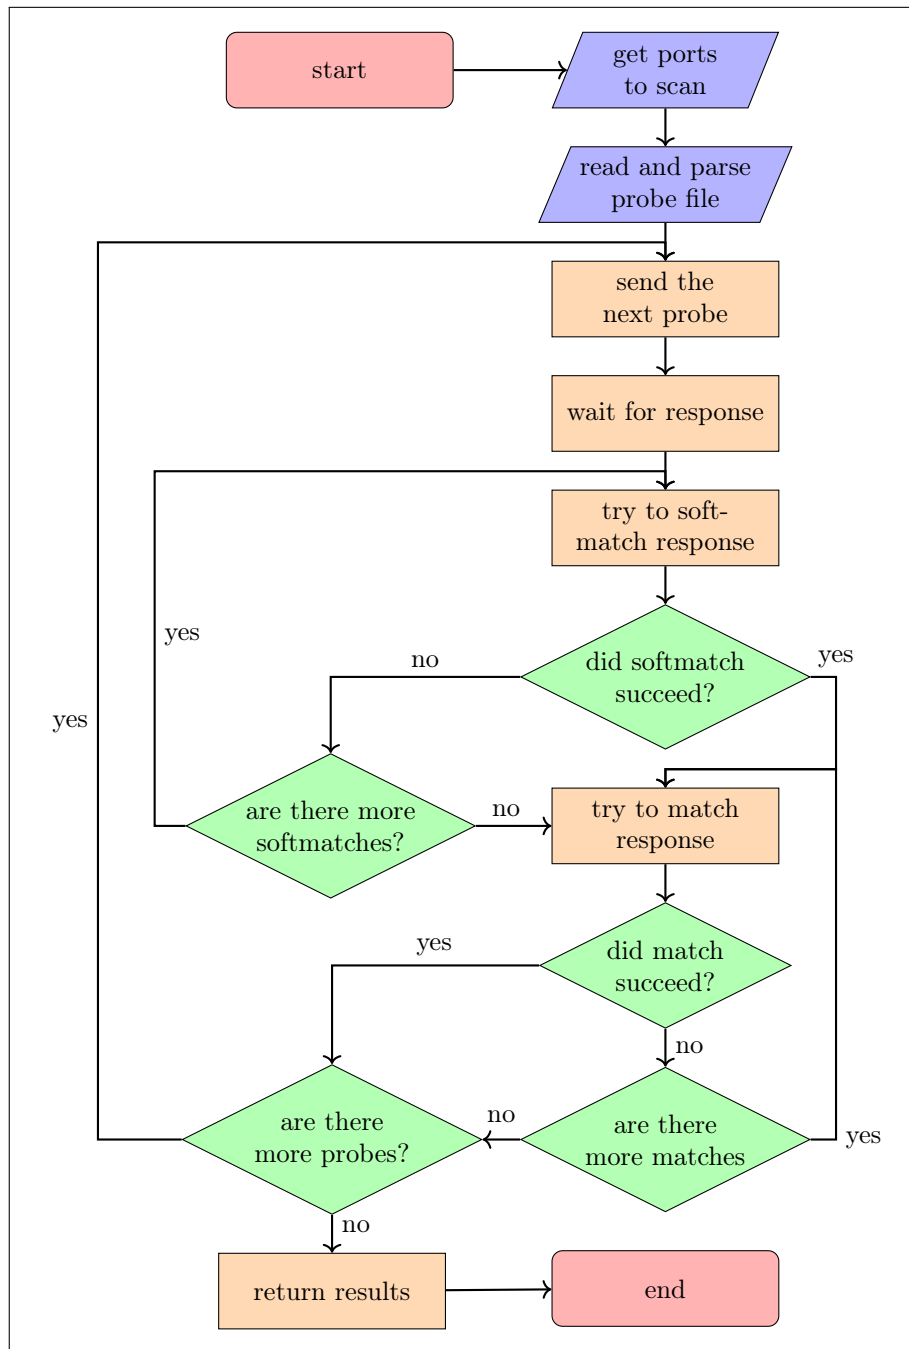 start
get ports
to scan
read and parse
probe file
send the
next probe
wait for response
try to soft-
match response
yes
did softmatch
succeed?
no
yes
yes
are there more
softmatches?
no
try to match
response
did match
succeed?
yes
no
are there
more probes?
no
are there
more matches
yes
no
return results
end